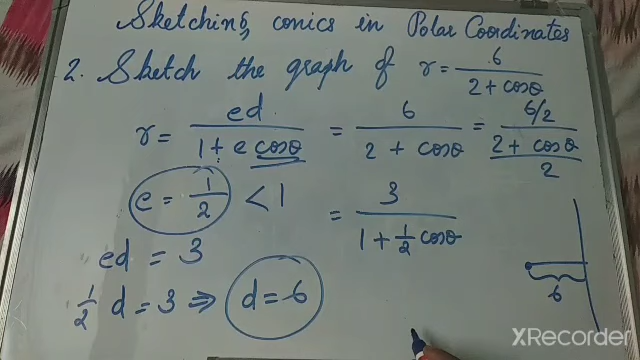 Sketching conics in Polar Coordinates
2. Sketch the graph of r = 6/(2 + cosθ)
r = ed/(1 + e cosθ) = 6/(2 + cosθ) = (6/2)/((2 + cosθ)/2)
e = 1/2 < 1
= 3/(1 + 1/2 cosθ)
ed = 3
1/2 d = 3 ⇒ d = 6
6
XRecorder